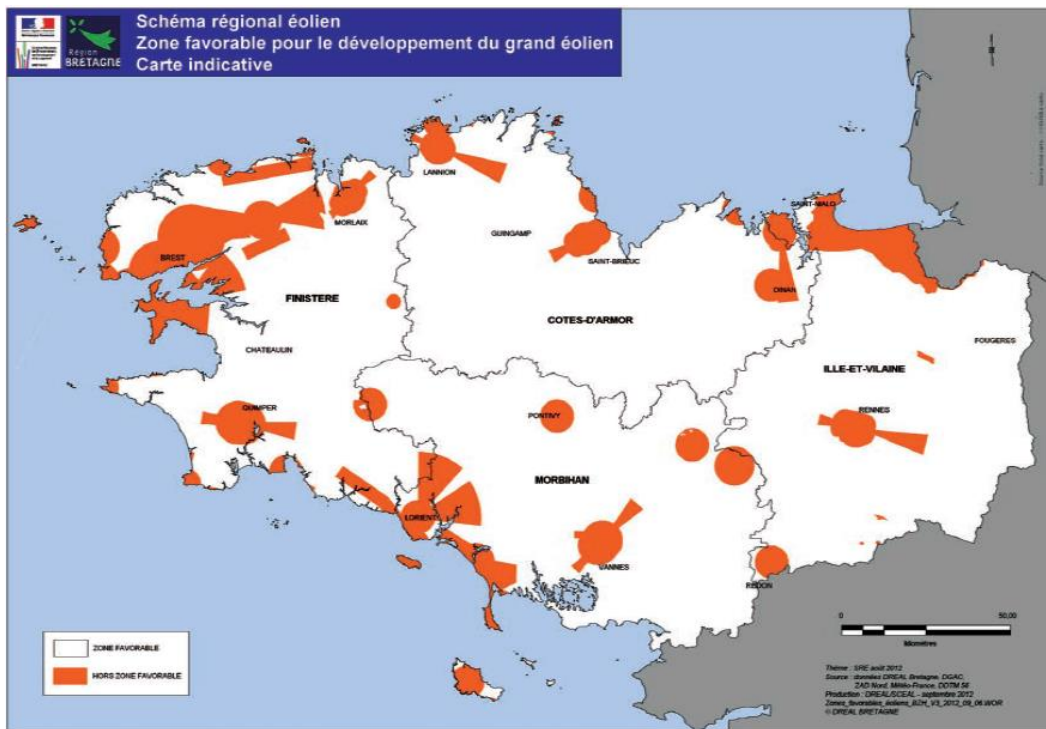 Schéma régional éolien
Zone favorable pour le développement du grand éolien
Carte indicative
Région
BRETAGNE
LANNION
MORLAIX
GUINGAMP
SAINT-BRIEUC
SAINT-MALO
DINAN
BREST
FINISTERE
COTES-D'ARMOR
FOUGERES
CHATEAULIN
ILLE-ET-VILAINE
QUIMPER
PONTIVY
RENNES
MORBIHAN
LORIENT
VANNES
REDON
0
50,00
kilomètres
ZONE FAVORABLE
HORS ZONE FAVORABLE
Thème : SRE août 2012
Source : données DREAL Bretagne, DGAC,
ZAD Nord, Météo-France, DDTM 56
Production : DREAL/SCEAL - septembre 2012
Zones_favorables_éoliens_BZH_V3_2012_09_06.WOR
© DREAL BRETAGNE